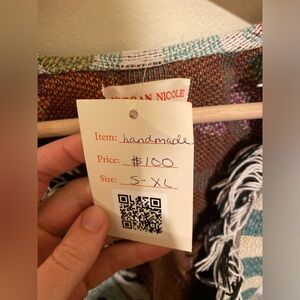 NICOLE
Item: handmade
Price: $100
Size: S-XL